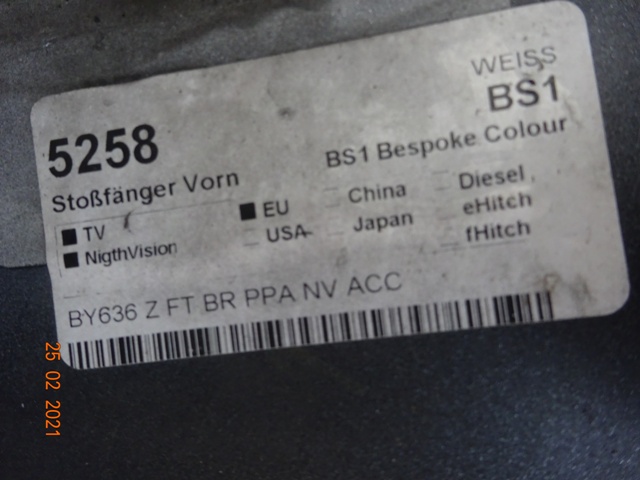 WEISS
5258
BS1
BS1 Bespoke Colour
Stoßfänger Vorn
TV
NigthVision
EU
USA
China
Japan
Diesel
eHitch
fHitch
BY636 Z FT BR PPA NV ACC
25 02 2021